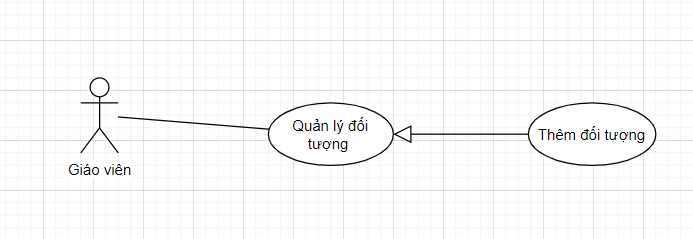 Giáo viên
Quản lý đối
tượng
Thêm đối tượng